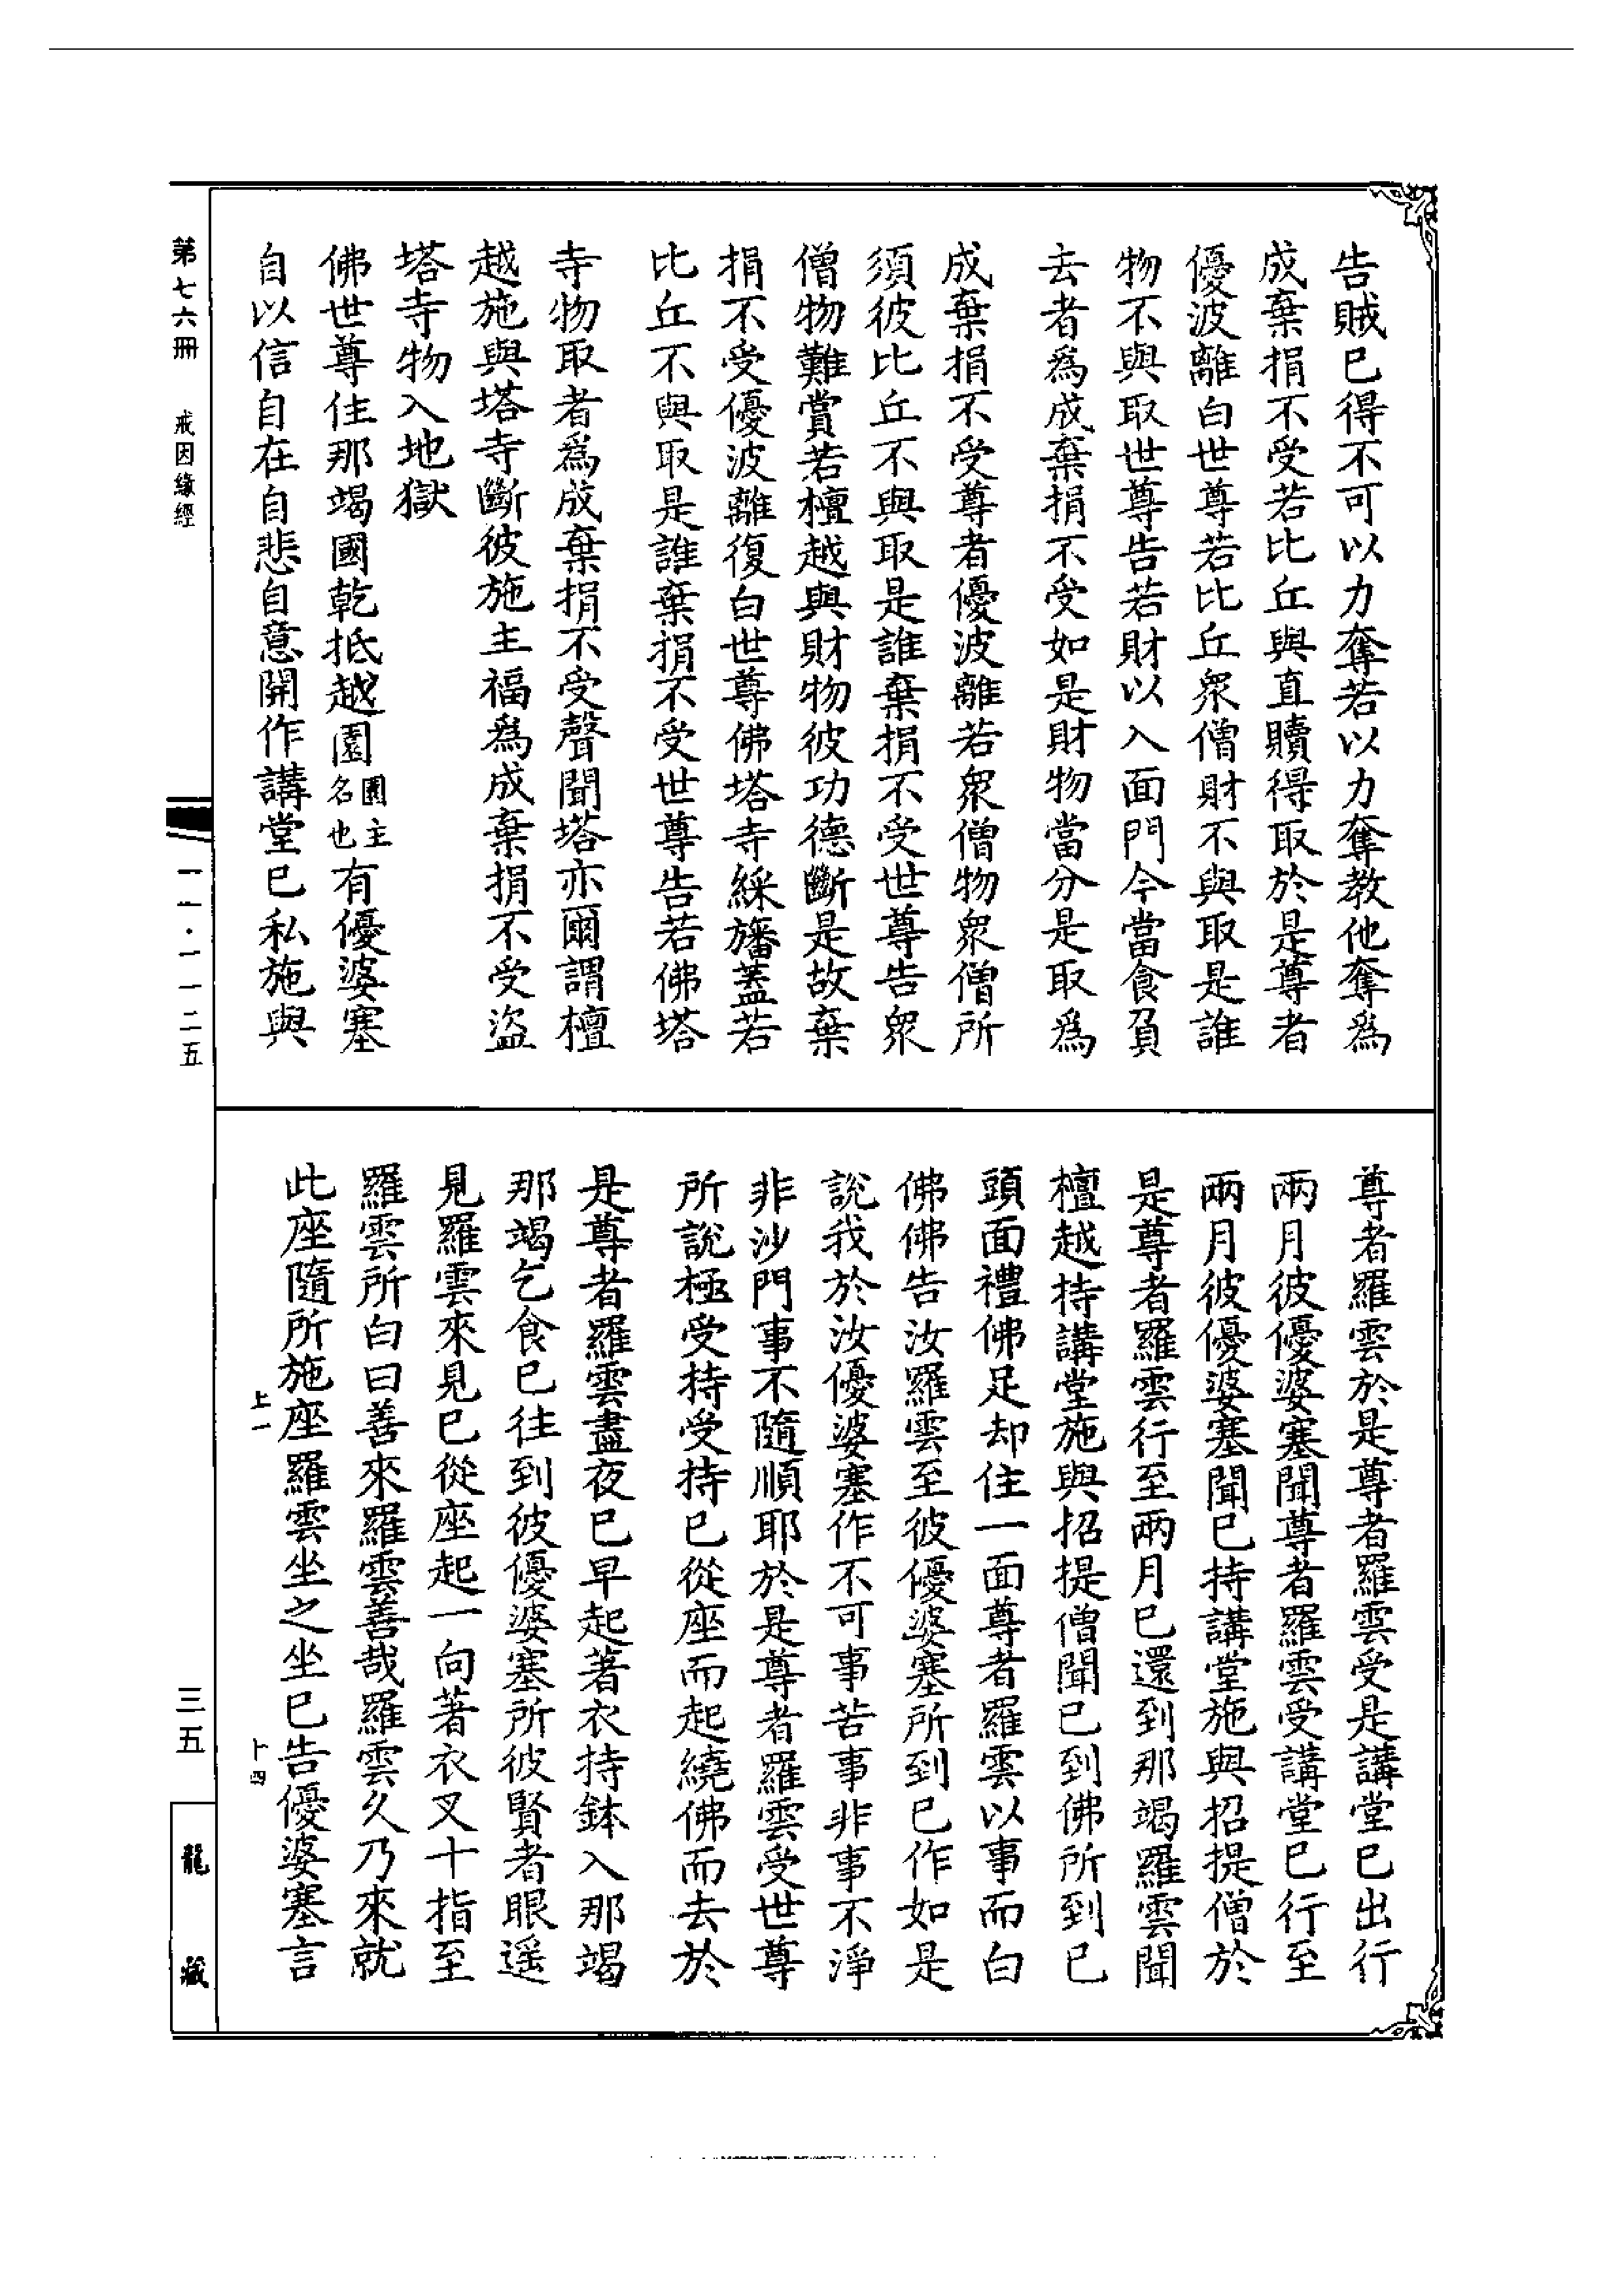 告賊已得不可以力奪若以力奪教他奪為
成棄捐不受若比丘與直贖得取於是尊者
優波離白世尊若比丘眾僧財不與取是誰
物不與取世尊告若財以入面門今當食負
去者為成棄捐不受如是財物當分是取為
成棄捐不受尊者優波離若眾僧物眾僧所
須彼比丘不與取是誰棄捐不受世尊告眾
僧物難賞若檀越與財物彼功德斷是故棄
捐不受優波離復白世尊佛塔寺綵旛蓋若
比丘不與取是誰棄捐不受世尊告若佛塔
寺物取者為成棄捐不受聲聞塔亦爾謂檀
越施與塔寺斷彼施主福為成棄捐不受盜
塔寺物入地獄
佛世尊住那竭國乾抵越園園主名也有優婆塞
自以信自在自悲自意開作講堂已私施與
尊者羅雲於是尊者羅雲受是講堂已出行
兩月彼優婆塞聞尊者羅雲受講堂已行至
兩月彼優婆塞聞已持講堂施與招提僧於
是尊者羅雲行至兩月已還到那竭羅雲聞
檀越持講堂施與招提僧聞已到佛所到已
頭面禮佛足却住一面尊者羅雲以事而白
佛佛告汝羅雲至彼優婆塞所到已作如是
說我於汝優婆塞作不可事苦事非事不淨
非沙門事不隨順耶於是尊者羅雲受世尊
所說極受持受持已從座而起繞佛而去於
是尊者羅雲盡夜已早起著衣持鉢入那竭
那竭乞食已往到彼優婆塞所彼賢者眼遥
見羅雲來見已從座起一向著衣叉十指至
羅雲所白曰善來羅雲善哉羅雲久乃來就
此座隨所施座羅雲坐之坐已告優婆塞言
上一
卜四
第七六冊 戒因緣經
一一·一一二五
三五
龍藏